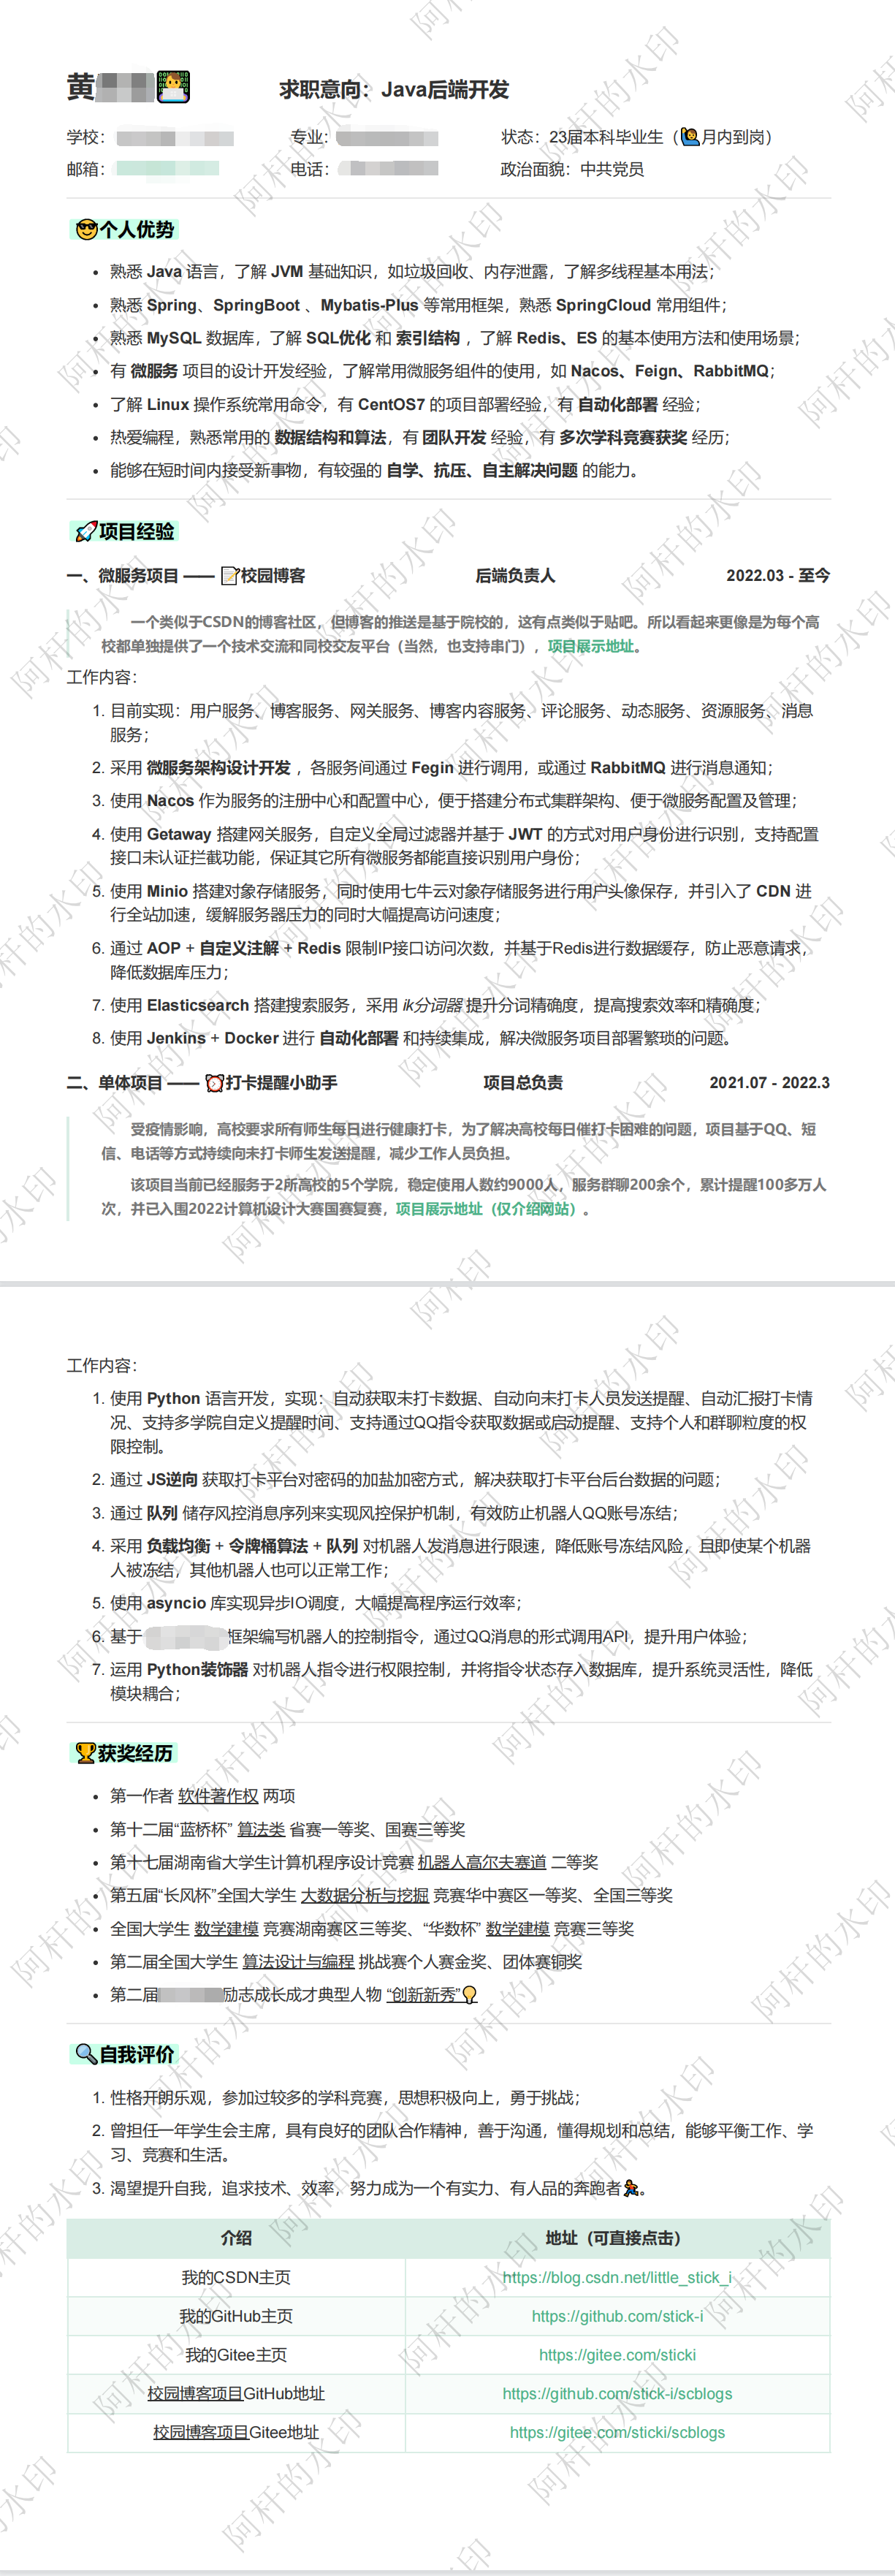 黄
求职意向：Java后端开发
学校：
专业：
状态：23届本科毕业生（月内到岗）
邮箱：
电话：
政治面貌：中共党员
个人优势
• 熟悉 Java 语言，了解 JVM 基础知识，如垃圾回收、内存泄露，了解多线程基本用法；
• 熟悉 Spring、SpringBoot 、Mybatis-Plus 等常用框架，熟悉 SpringCloud 常用组件；
• 熟悉 MySQL 数据库，了解 SQL优化 和 索引结构 ，了解 Redis、ES 的基本使用方法和使用场景；
• 有 微服务 项目的设计开发经验，了解常用微服务组件的使用，如 Nacos、Feign、RabbitMQ；
• 了解 Linux 操作系统常用命令，有 CentOS7 的项目部署经验，有 自动化部署 经验；
• 热爱编程，熟悉常用的 数据结构和算法，有 团队开发 经验，有 多次学科竞赛获奖 经历；
• 能够在短时间内接受新事物，有较强的 自学、抗压、自主解决问题 的能力。
项目经验
一、微服务项目 —— 校园博客 后端负责人 2022.03 - 至今
一个类似于CSDN的博客社区，但博客的推送是基于院校的，这有点类似于贴吧。所以看起来更像是为每个高
校都单独提供了一个技术交流和同校交友平台（当然，也支持串门），项目展示地址。
工作内容：
1. 目前实现：用户服务、博客服务、网关服务、博客内容服务、评论服务、动态服务、资源服务、消息
服务；
2. 采用 微服务架构设计开发 ，各服务间通过 Fegin 进行调用，或通过 RabbitMQ 进行消息通知；
3. 使用 Nacos 作为服务的注册中心和配置中心，便于搭建分布式集群架构、便于微服务配置及管理；
4. 使用 Getaway 搭建网关服务，自定义全局过滤器并基于 JWT 的方式对用户身份进行识别，支持配置
接口未认证拦截功能，保证其它所有微服务都能直接识别用户身份；
5. 使用 Minio 搭建对象存储服务，同时使用七牛云对象存储服务进行用户头像保存，并引入了 CDN 进
行全站加速，缓解服务器压力的同时大幅提高访问速度；
6. 通过 AOP + 自定义注解 + Redis 限制IP接口访问次数，并基于Redis进行数据缓存，防止恶意请求，
降低数据库压力；
7. 使用 Elasticsearch 搭建搜索服务，采用 ik分词器 提升分词精确度，提高搜索效率和精确度；
8. 使用 Jenkins + Docker 进行 自动化部署 和持续集成，解决微服务项目部署繁琐的问题。
二、单体项目 —— 打卡提醒小助手 项目总负责 2021.07 - 2022.3
受疫情影响，高校要求所有师生每日进行健康打卡，为了解决高校每日催打卡困难的问题，项目基于QQ、短
信、电话等方式持续向未打卡师生发送提醒，减少工作人员负担。
该项目当前已经服务于2所高校的5个学院，稳定使用人数约9000人，服务群聊200余个，累计提醒100多万人
次，并已入围2022计算机设计大赛国赛复赛，项目展示地址（仅介绍网站）。
工作内容：
1. 使用 Python 语言开发，实现：自动获取未打卡数据、自动向未打卡人员发送提醒、自动汇报打卡情
况、支持多学院自定义提醒时间、支持通过QQ指令获取数据或启动提醒、支持个人和群聊粒度的权
限控制。
2. 通过 JS逆向 获取打卡平台对密码的加盐加密方式，解决获取打卡平台后台数据的问题；
3. 通过 队列 储存风控消息序列来实现风控保护机制，有效防止机器人QQ账号冻结；
4. 采用 负载均衡 + 令牌桶算法 + 队列 对机器人发消息进行限速，降低账号冻结风险，且即使某个机器
人被冻结，其他机器人也可以正常工作；
5. 使用 asyncio 库实现异步IO调度，大幅提高程序运行效率；
6. 基于 框架编写机器人的控制指令，通过QQ消息的形式调用API，提升用户体验；
7. 运用 Python装饰器 对机器人指令进行权限控制，并将指令状态存入数据库，提升系统灵活性，降低
模块耦合；
获奖经历
• 第一作者 软件著作权 两项
• 第十二届“蓝桥杯” 算法类 省赛一等奖、国赛三等奖
• 第十七届湖南省大学生计算机程序设计竞赛 机器人高尔夫赛道 二等奖
• 第五届“长风杯”全国大学生 大数据分析与挖掘 竞赛华中赛区一等奖、全国三等奖
• 全国大学生 数学建模 竞赛湖南赛区三等奖、“华数杯” 数学建模 竞赛三等奖
• 第二届全国大学生 算法设计与编程 挑战赛个人赛金奖、团体赛铜奖
• 第二届 励志成长成才典型人物 “创新新秀”
自我评价
1. 性格开朗乐观，参加过较多的学科竞赛，思想积极向上，勇于挑战；
2. 曾担任一年学生会主席，具有良好的团队合作精神，善于沟通，懂得规划和总结，能够平衡工作、学
习、竞赛和生活。
3. 渴望提升自我，追求技术、效率，努力成为一个有实力、有人品的奔跑者。
介绍 地址（可直接点击）
我的CSDN主页 https://blog.csdn.net/little_stick_i
我的GitHub主页 https://github.com/stick-i
我的Gitee主页 https://gitee.com/sticki
校园博客项目GitHub地址 https://github.com/stick-i/scblogs
校园博客项目Gitee地址 https://gitee.com/sticki/scblogs
阿杆的水印